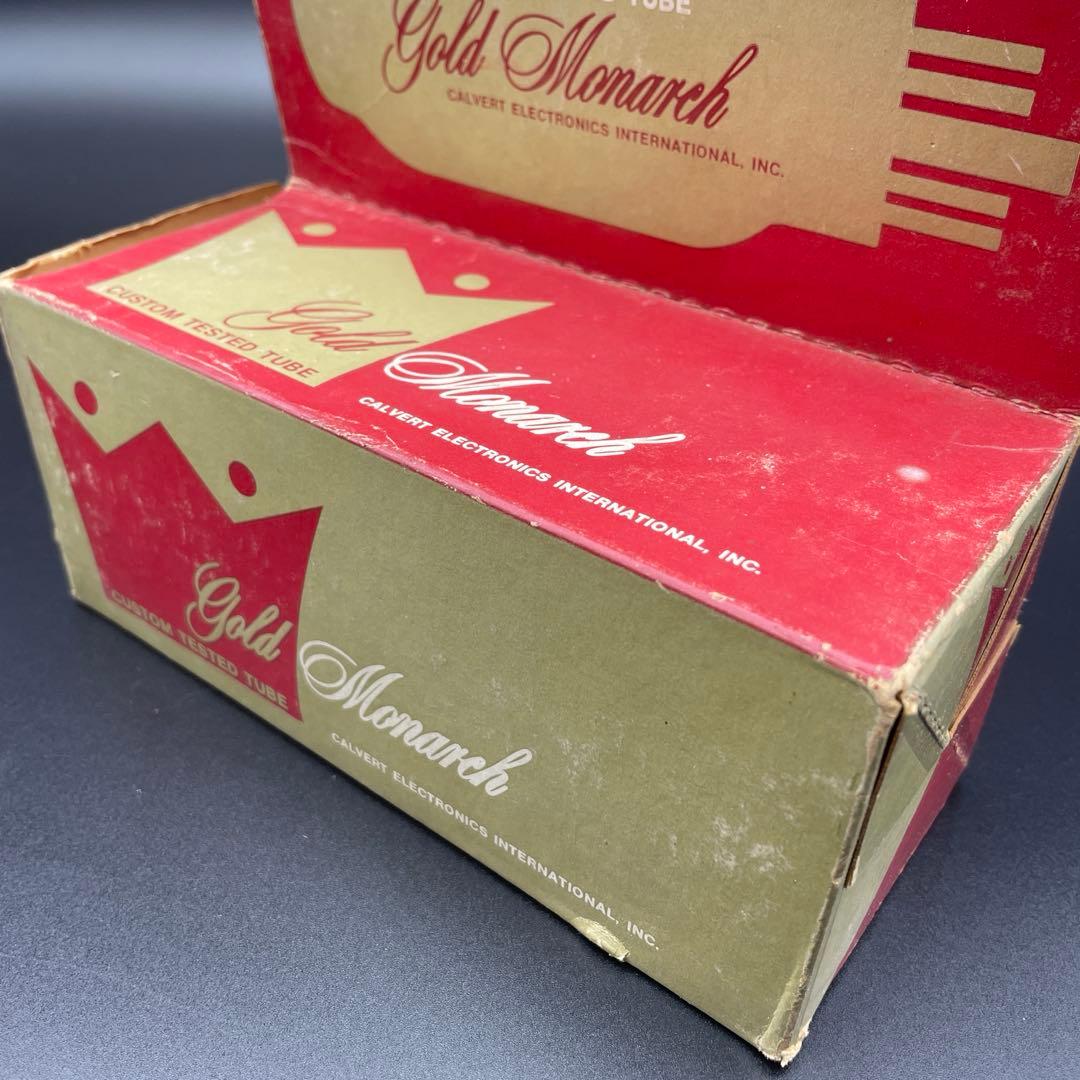 TUBE
Gold Monarch
CALVERT ELECTRONICS INTERNATIONAL, INC.
Gold
CUSTOM TESTED TUBE
Monarch
CALVERT ELECTRONICS INTERNATIONAL, INC.
Gold
CUSTOM TESTED TUBE
Monarch
CALVERT ELECTRONICS INTERNATIONAL, INC.